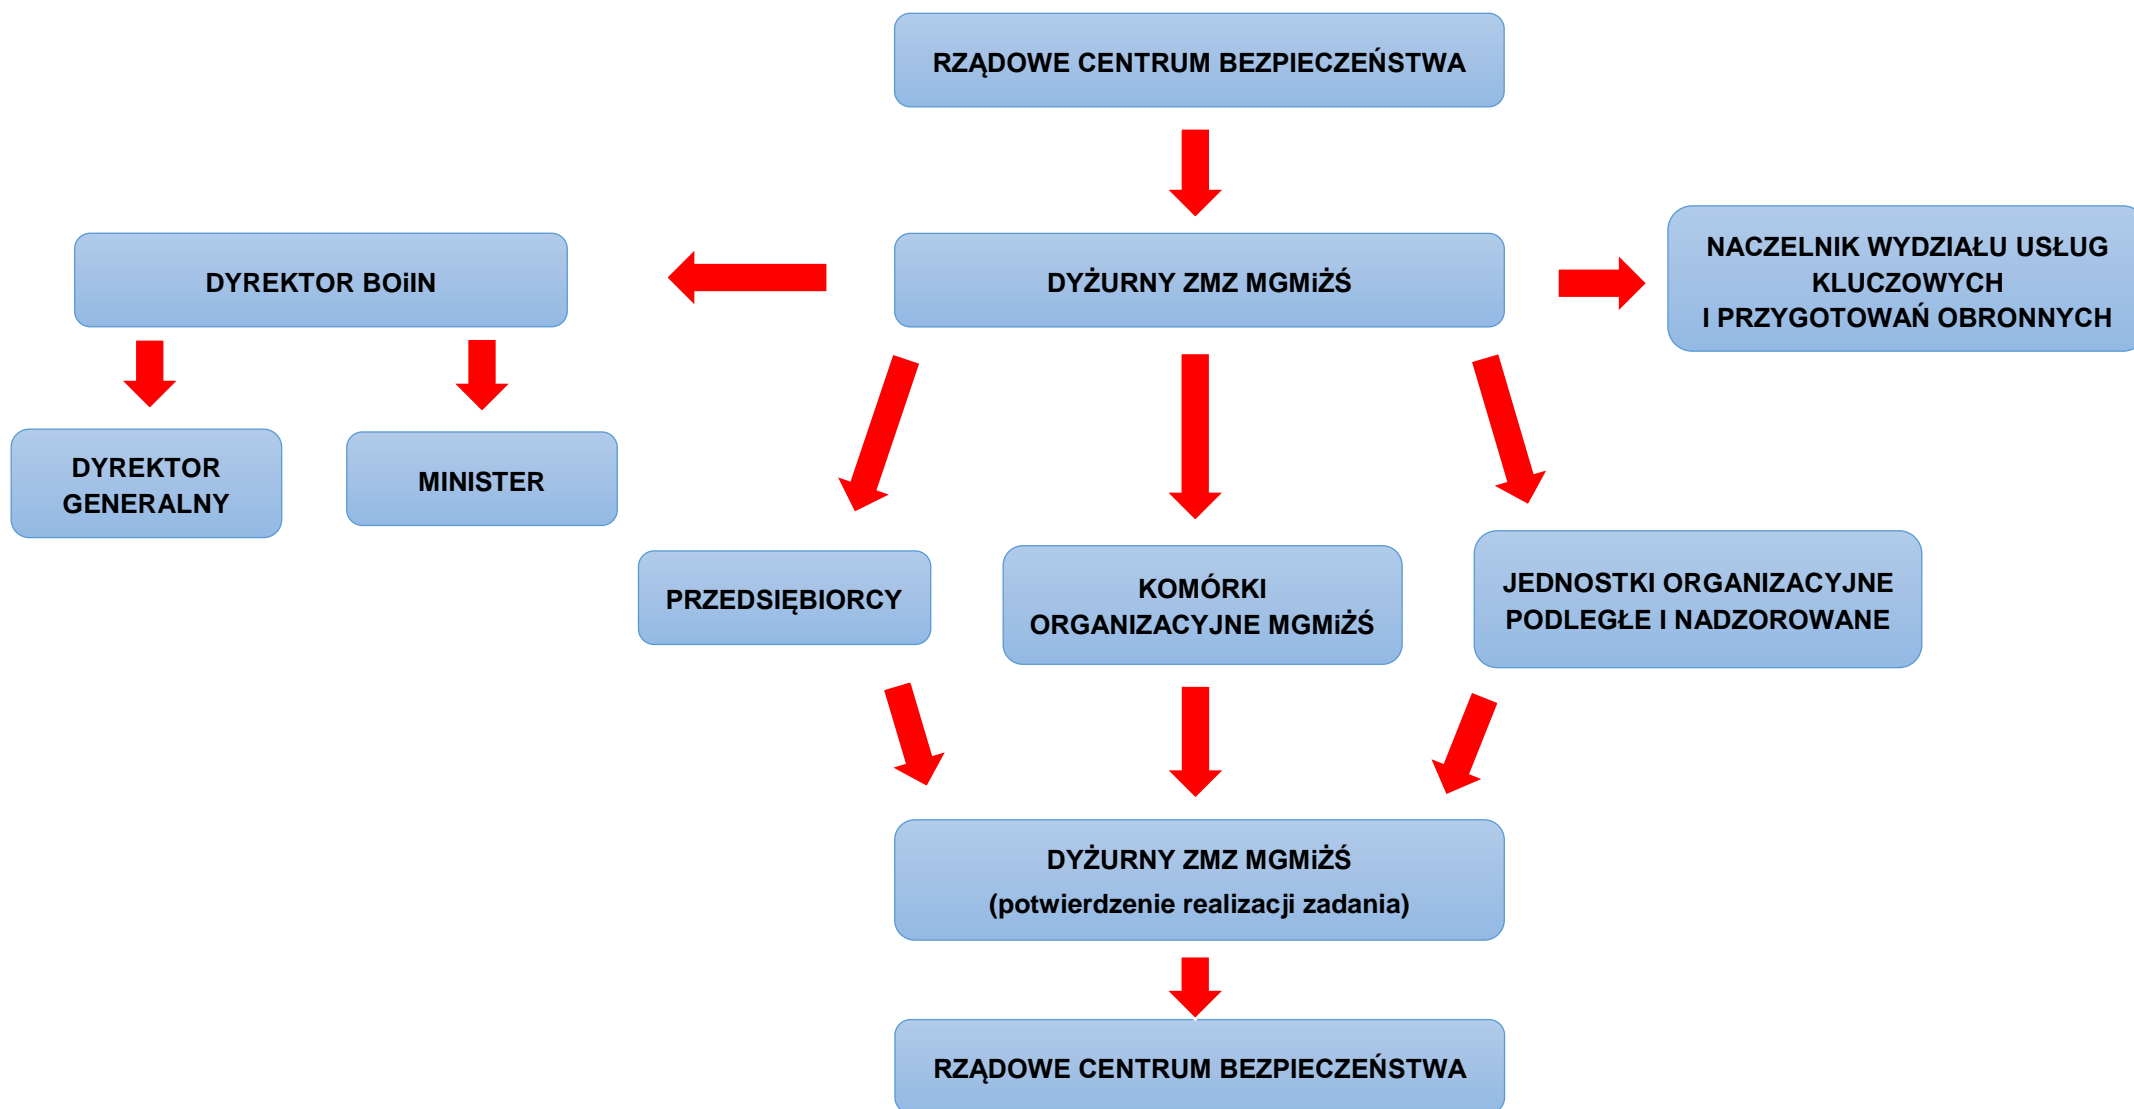 RZĄDOWE CENTRUM BEZPIECZEŃSTWA
DYREKTOR BOiIN
DYŻURNY ZMZ MGMiŻŚ
NACZELNIK WYDZIAŁU USŁUG
KLUCZOWYCH
I PRZYGOTOWAŃ OBRONNYCH
DYREKTOR
GENERALNY
MINISTER
PRZEDSIĘBIORCY
KOMÓRKI
ORGANIZACYJNE MGMiŻŚ
JEDNOSTKI ORGANIZACYJNE
PODLEGŁE I NADZOROWANE
DYŻURNY ZMZ MGMiŻŚ
(potwierdzenie realizacji zadania)
RZĄDOWE CENTRUM BEZPIECZEŃSTWA